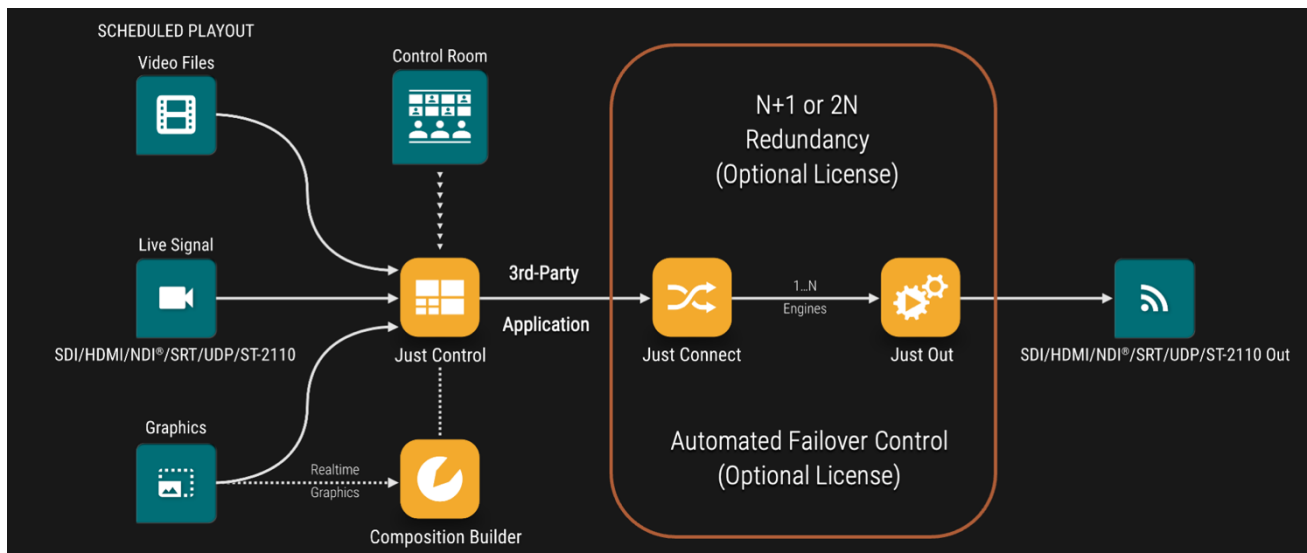 SCHEDULED PLAYOUT
Video Files
Control Room
N+1 or 2N
Redundancy
(Optional License)
Live Signal
SDI/HDMI/NDI®/SRT/UDP/ST-2110
3rd-Party
Application
Just Control
1...N
Engines
Just Connect
Just Out
SDI/HDMI/NDI®/SRT/UDP/ST-2110 Out
Graphics
Realtime
Graphics
Composition Builder
Automated Failover Control
(Optional License)